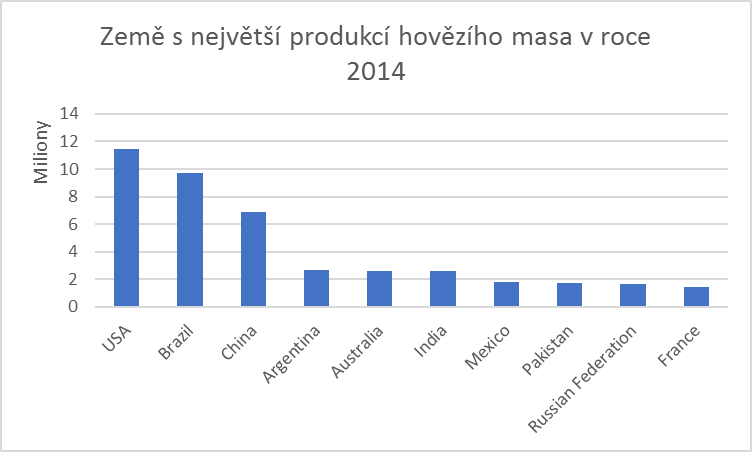 Země s největší produkcí hovězího masa v roce
2014
Miliony
14
12
10
8
6
4
2
0
USA
Brazil
China
Argentina
Australia
India
Mexico
Pakistan
Russian Federation
France